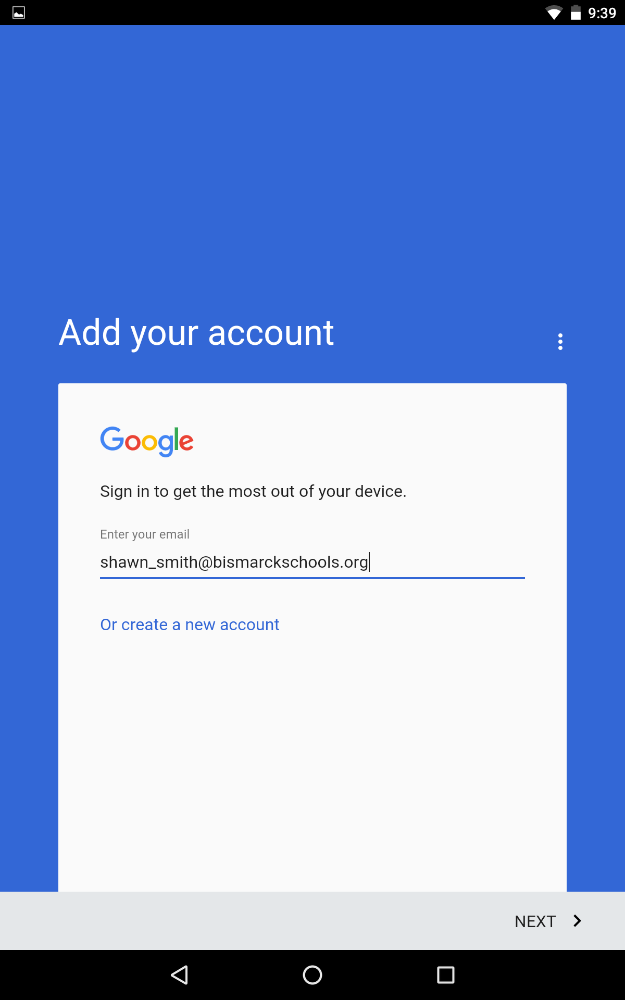 9:39
Add your account
Google
Sign in to get the most out of your device.
Enter your email
shawn_smith@bismarckschools.org
Or create a new account
NEXT